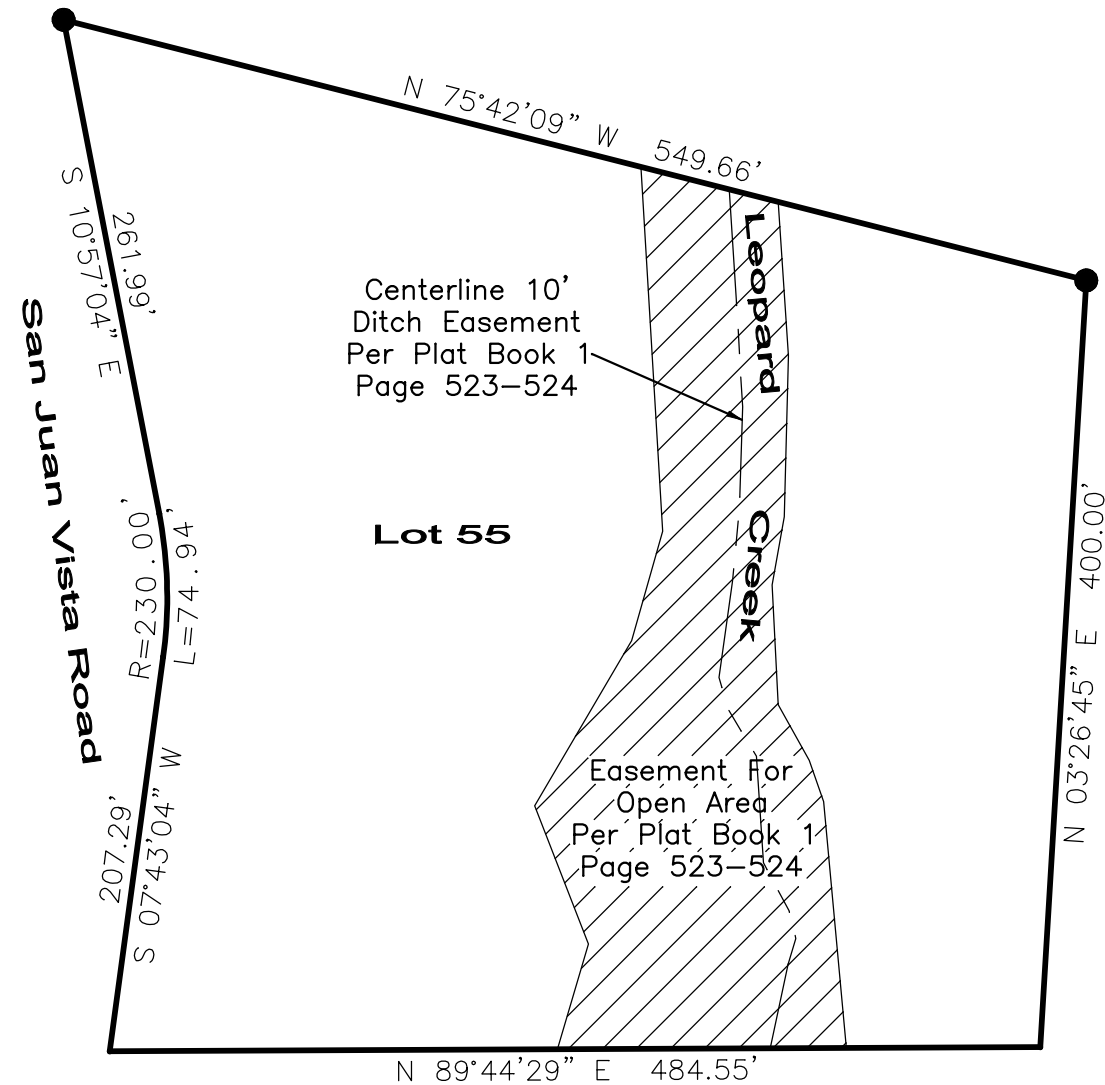 N 75°42'09" W 549.66'
S 10°57'04" E
261.99'
Centerline 10'
Ditch Easement
Per Plat Book 1
Page 523-524
Leopard
Creek
San Juan Vista Road
Lot 55
R=230.00'
L=74.94'
N 03°26'45" E 400.00'
207.29'
S 07°43'04" W
Easement For
Open Area
Per Plat Book 1
Page 523-524
N 89°44'29" E 484.55'